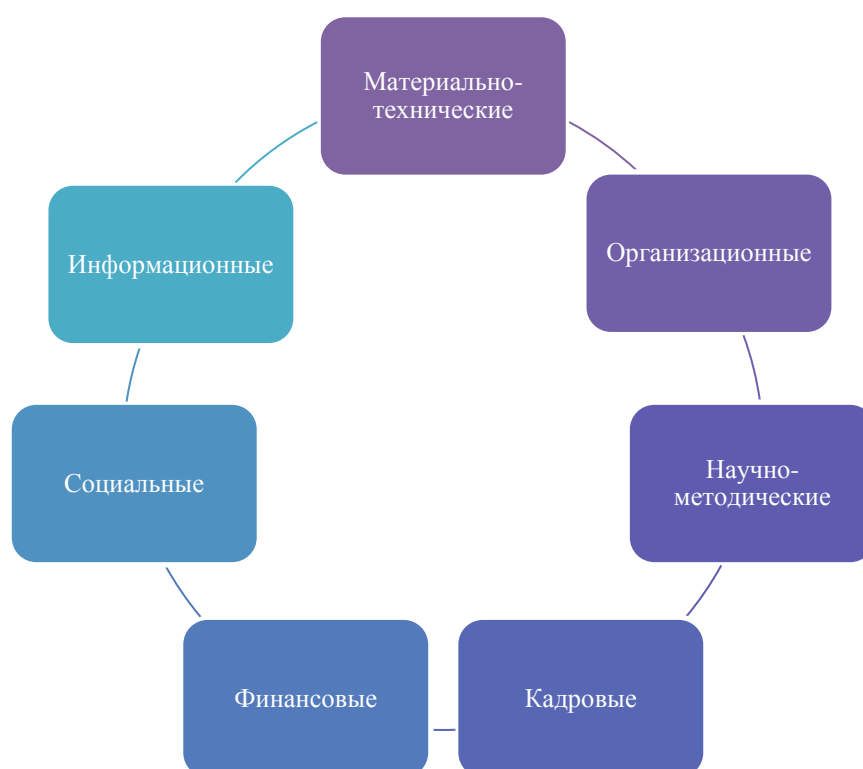 Материально-
технические
Организационные
Научно-
методические
Кадровые
Финансовые
Социальные
Информационные